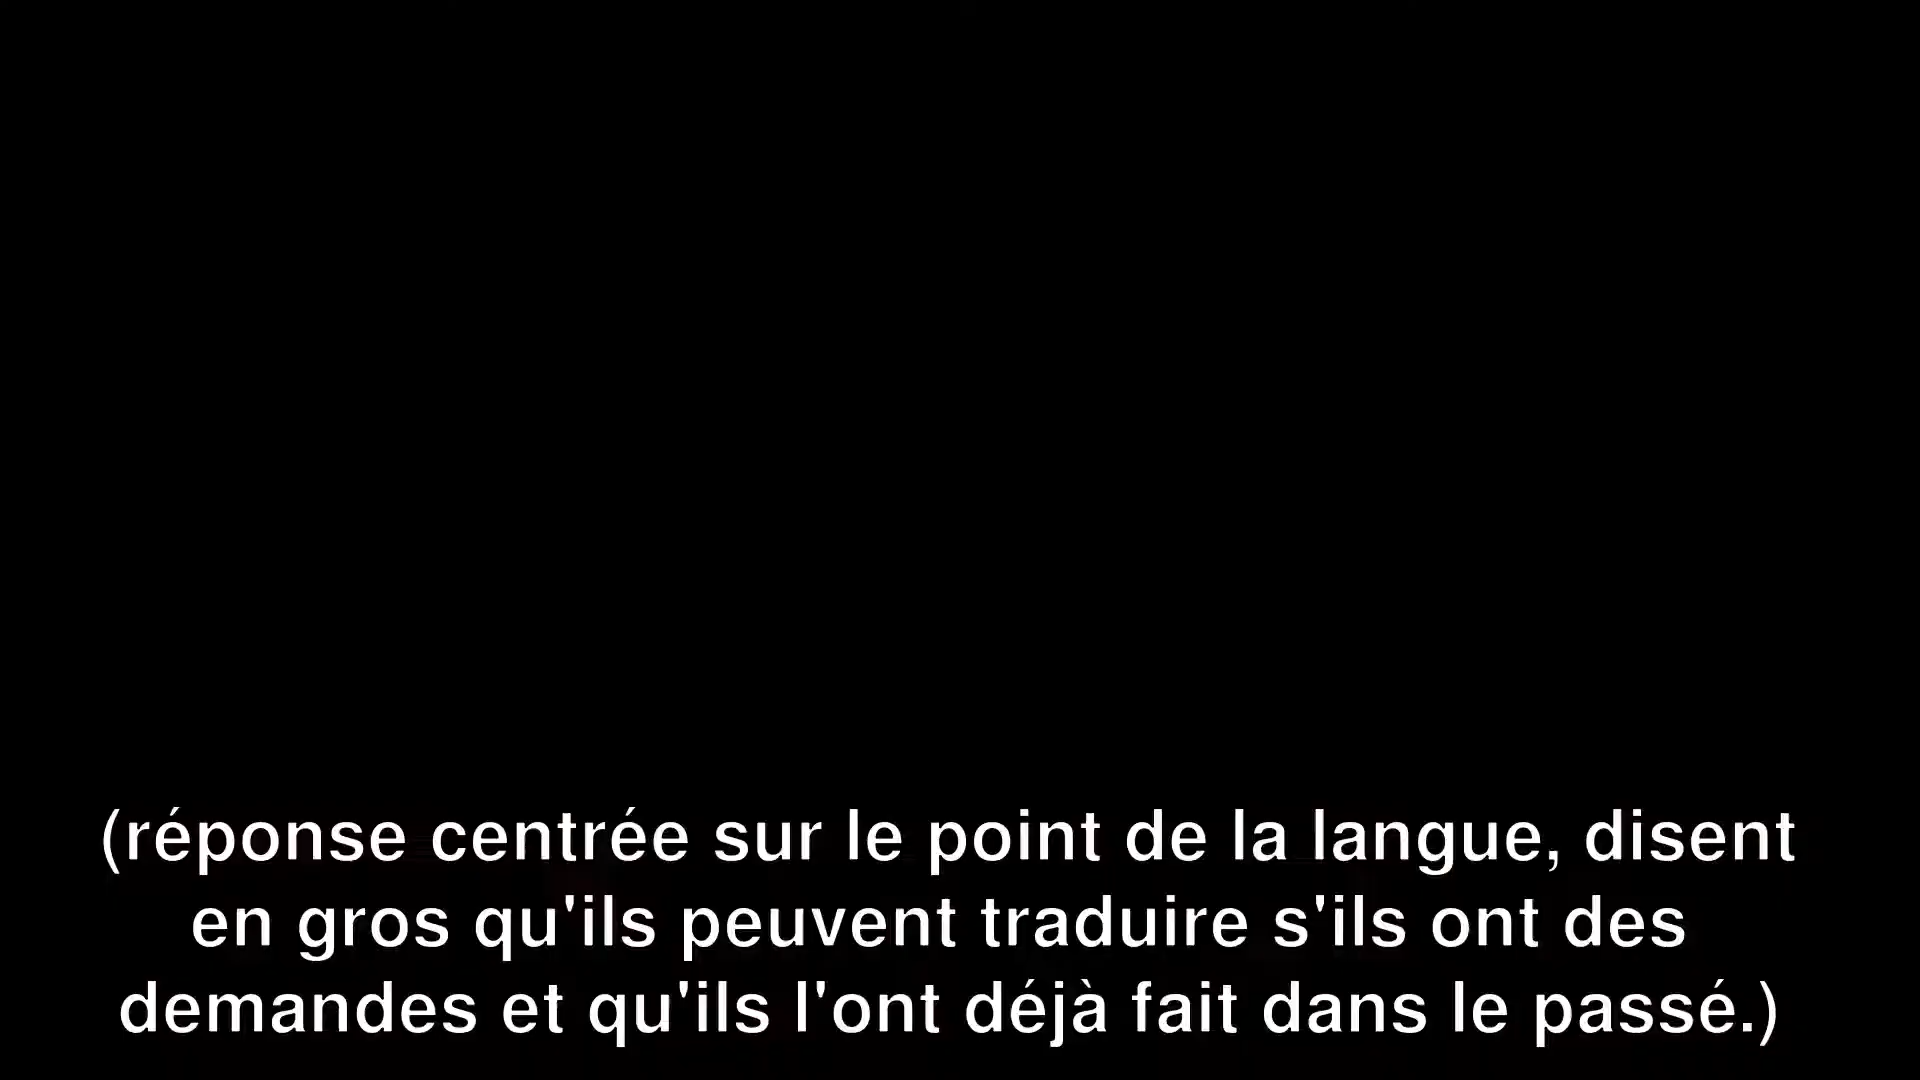 (réponse centrée sur le point de la langue, disent
en gros qu'ils peuvent traduire s'ils ont des
demandes et qu'ils l'ont déjà fait dans le passé.)